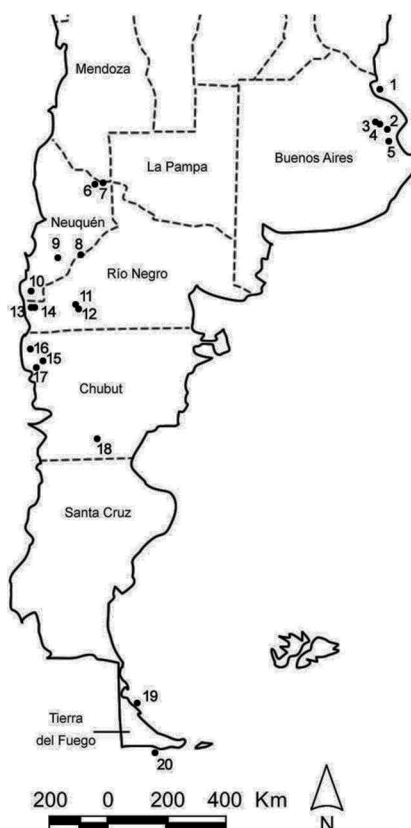 Mendoza
1
3
2
4
La Pampa
Buenos Aires
5
6
7
Neuquén
9
8
Río Negro
10
11
13
14
12
16
15
17
Chubut
18
Santa Cruz
19
Tierra
del Fuego
20
200 0 200 400 Km
N